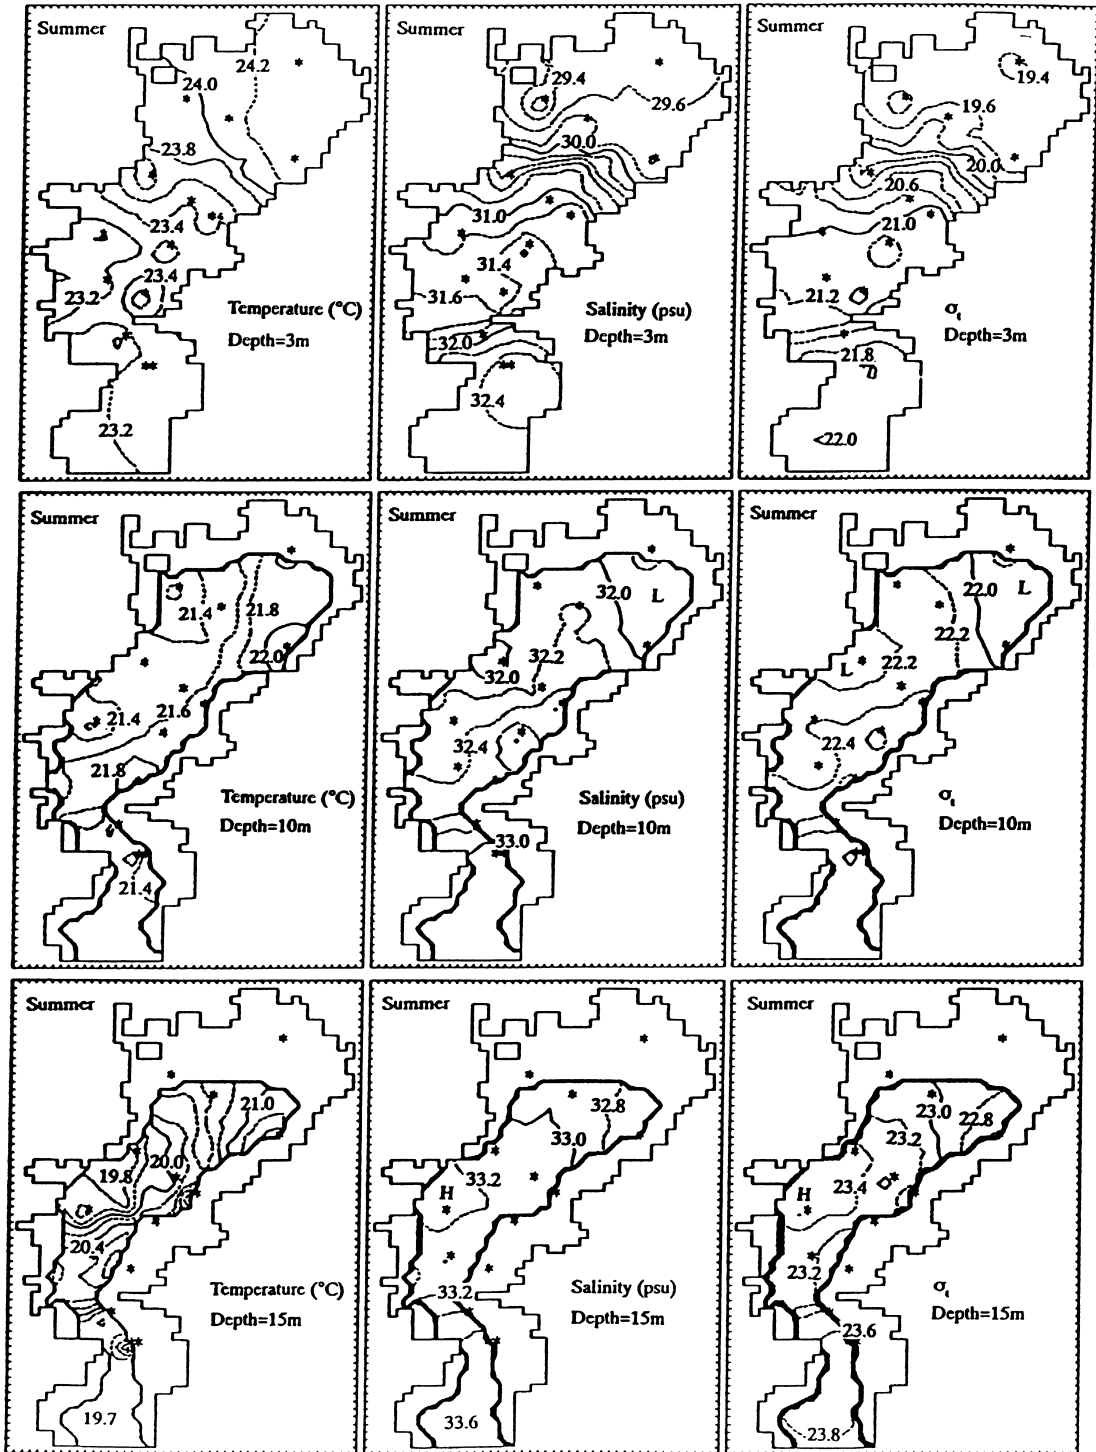 Summer
24.2
24.0
23.8
23.4
23.4
23.2
23.2
Temperature (°C)
Depth=3m
Summer
29.4
29.6
30.0
31.0
31.4
31.6
32.0
32.4
Salinity (psu)
Depth=3m
Summer
19.4
19.6
20.0
20.6
21.0
21.2
21.8
<22.0
σt
Depth=3m
Summer
21.4
21.8
22.0
21.4
21.6
21.8
21.4
Temperature (°C)
Depth=10m
Summer
32.0
L
32.2
32.0
32.4
33.0
Salinity (psu)
Depth=10m
Summer
22.0
L
22.2
22.2
L
22.4
σt
Depth=10m
Summer
21.0
20.0
19.8
20.4
19.7
Temperature (°C)
Depth=15m
Summer
32.8
33.0
33.2
H
33.2
33.6
Salinity (psu)
Depth=15m
Summer
23.0
22.8
23.2
23.4
H
23.2
23.6
23.8
σt
Depth=15m